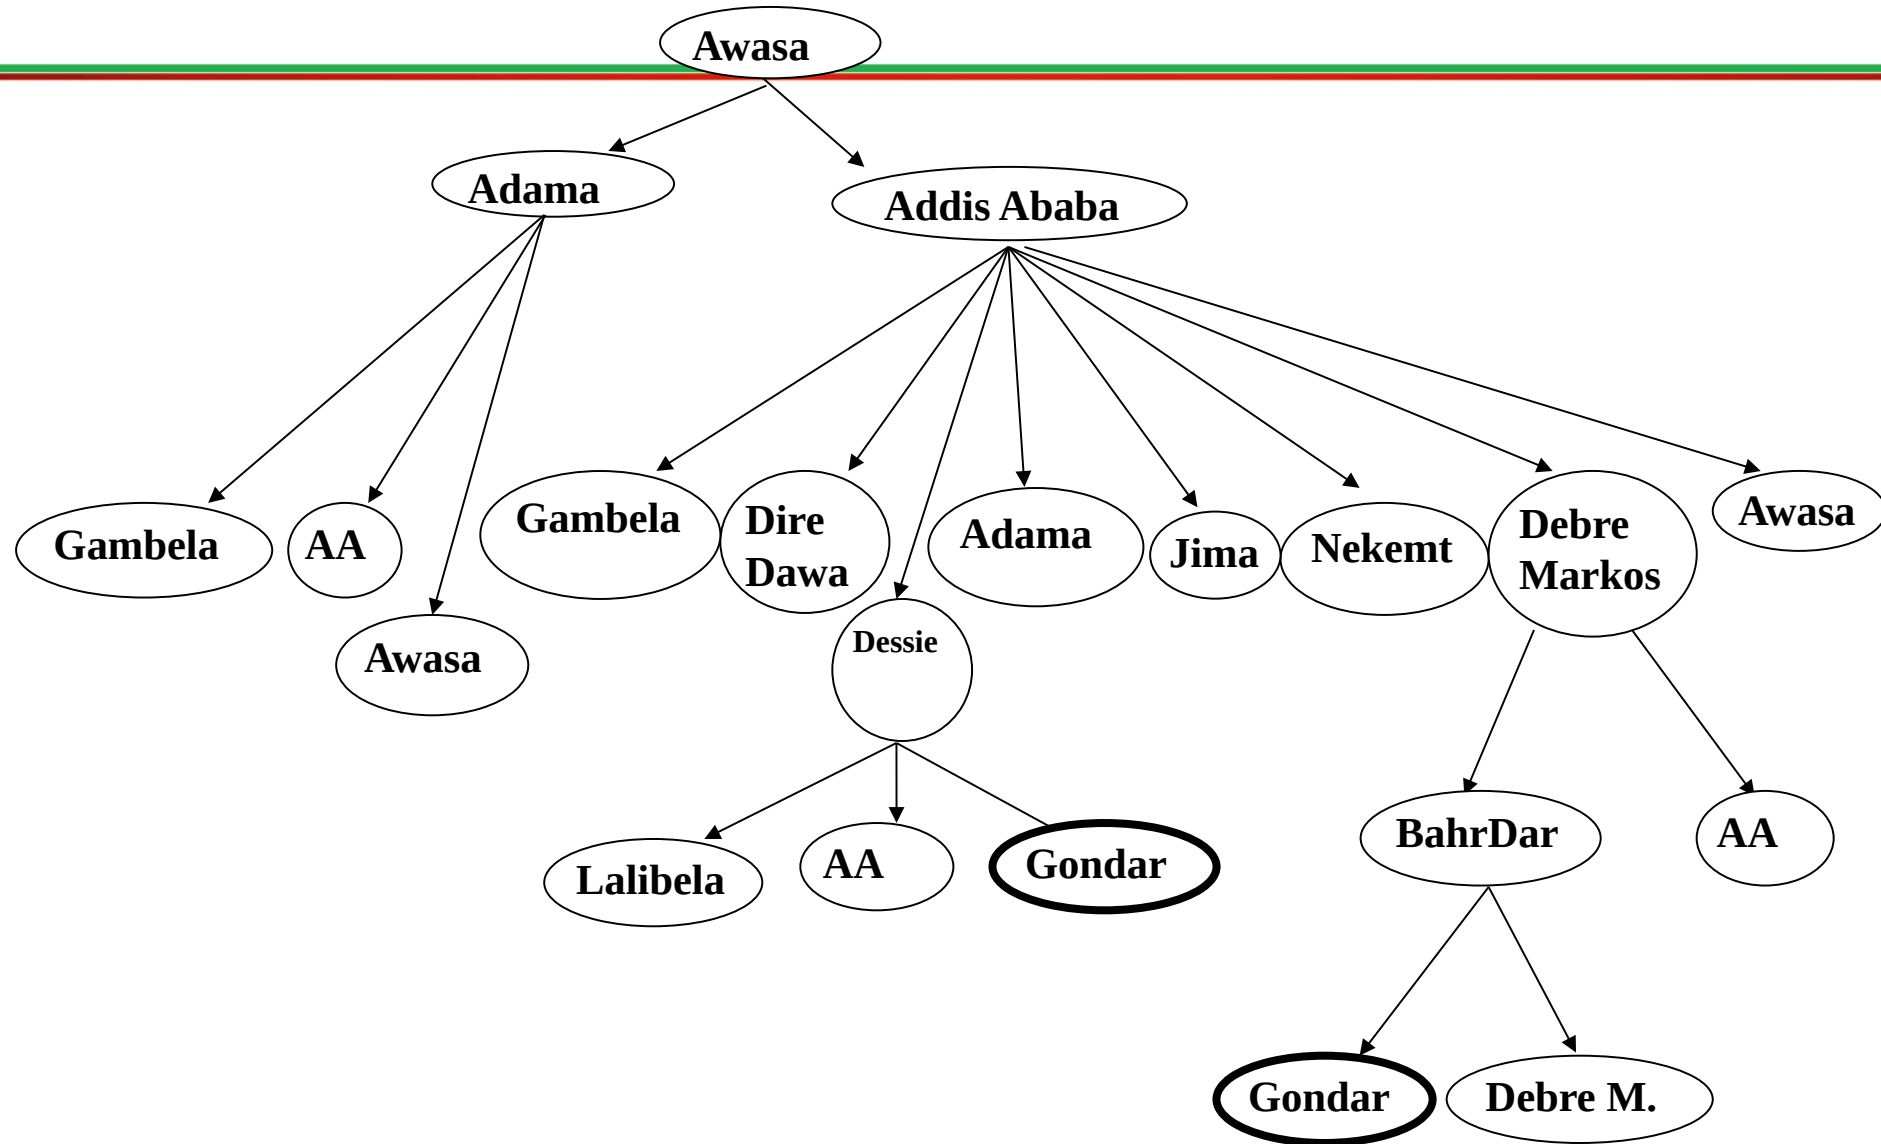 Awasa
Adama
Addis Ababa
Gambela
AA
Awasa
Gambela
Dire
Dawa
Dessie
Adama
Jima
Nekemt
Debre
Markos
Awasa
Lalibela
AA
Gondar
BahrDar
AA
Gondar
Debre M.